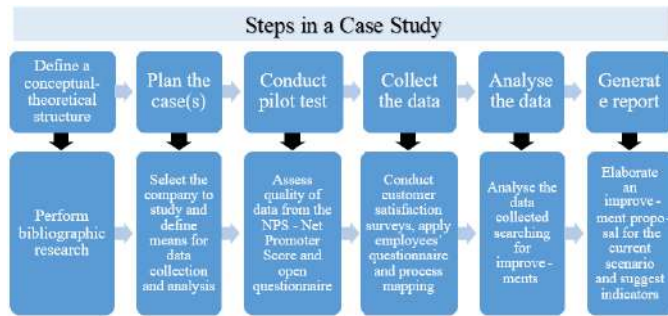 Steps in a Case Study
Define a
conceptual-
theoretical
structure
Plan the
case(s)
Conduct
pilot test
Collect
the data
Analyse
the data
Generat
e report
Perform
bibliographic
research
Select the
company to
study and
define means
for data
collection
and analysis
Assess
quality of
data from the
NPS - Net
Promoter
Score and
open
questionnaire
Conduct
customer
satisfaction
surveys, apply
employees'
questionnaire
and process
mapping
Analyse the
data
collected
searching
for
improve-
ments
Elaborate
an
improve-
ment propo-
sal for the
current
scenario
and suggest
indicators